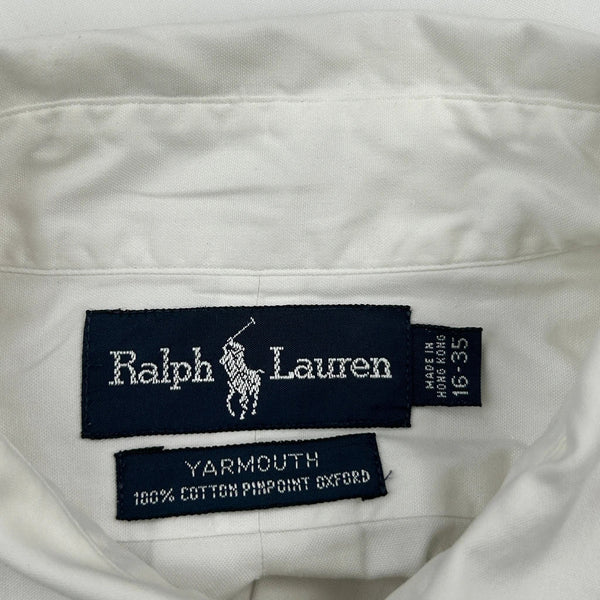 Ralph Lauren
MADE IN
HONG KONG
16-35
YARMOUTH
100% COTTON PINPOINT OXFORD